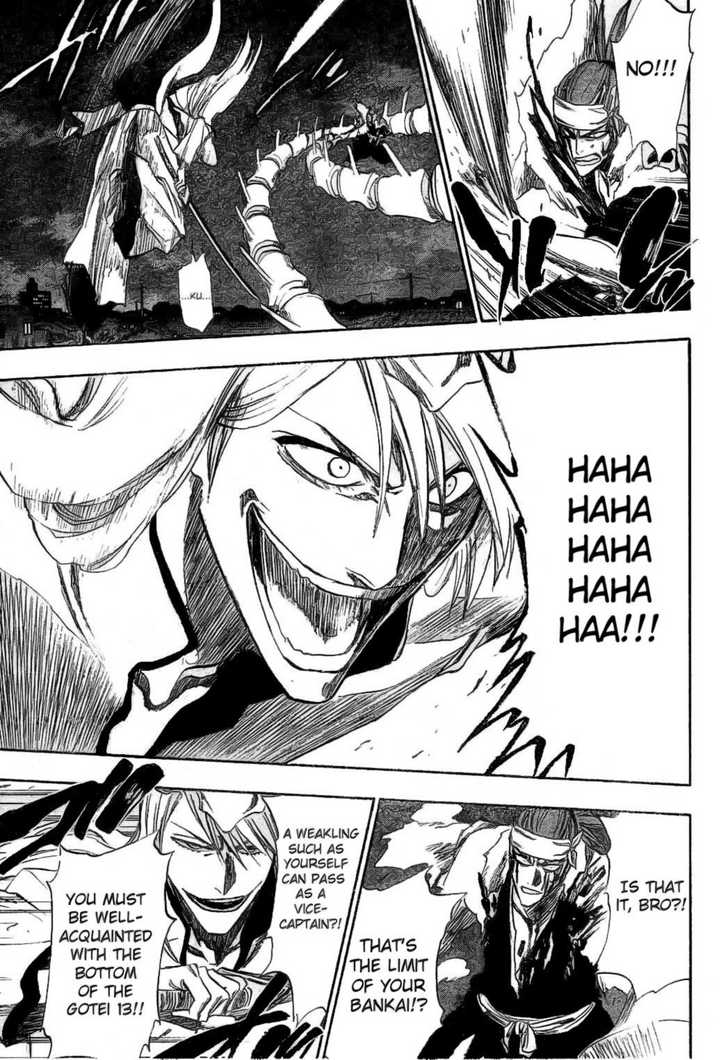 NO!!!
...KU...
HAHA
HAHA
HAHA
HAHA
HAA!!!
IS THAT
IT, BRO?!
THAT'S
THE LIMIT
OF YOUR
BANKAI!?
A WEAKLING
SUCH AS
YOURSELF
CAN PASS
AS A
VICE-
CAPTAIN?!
YOU MUST
BE WELL-
ACQUAINTED
WITH THE
BOTTOM
OF THE
GOTEI 13!!